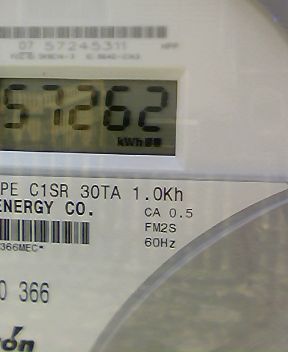 07 57245311
57262
kWh
PE C1SR 30TA 1.0Kh
ENERGY CO.
CA 0.5
FM2S
60Hz
366MEC*
0 366
rón